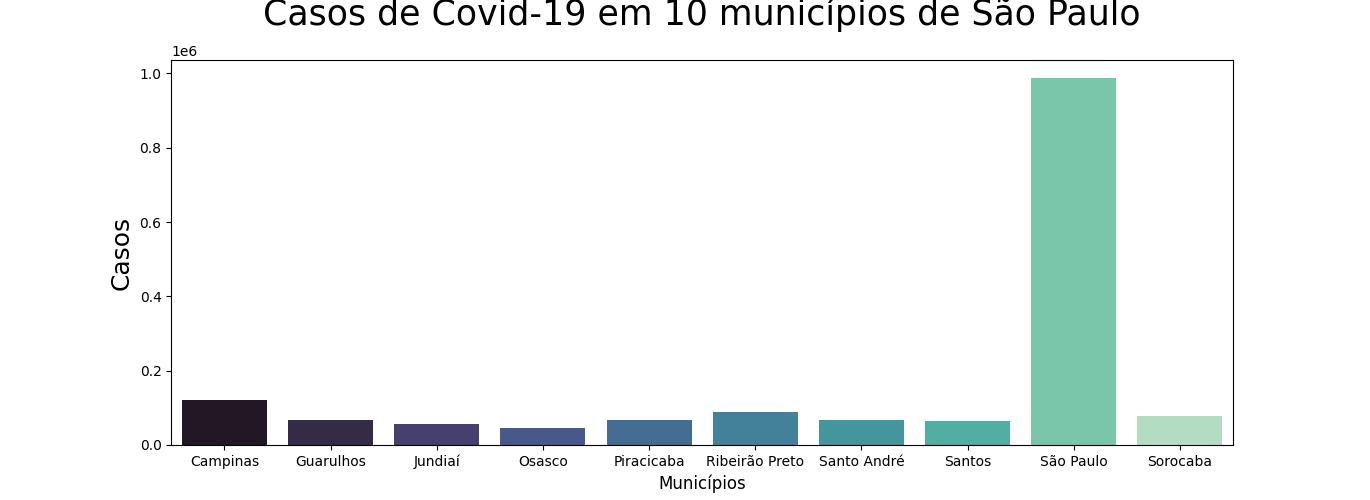 Casos de Covid-19 em 10 municípios de São Paulo
1e6
1.0
0.8
0.6
0.4
0.2
0.0
Casos
Campinas Guarulhos Jundiaí Osasco Piracicaba Ribeirão Preto Santo André Santos São Paulo Sorocaba
Municípios